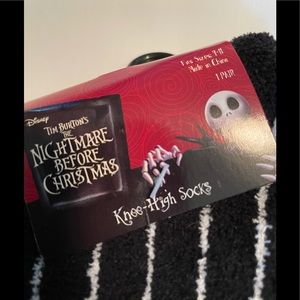 Fits Sizes: 9-11
Made in China
1 PAIR
Disney
TIM BURTON'S
THE
NIGHTMARE
BEFORE
CHRISTMAS
Knee-High Socks